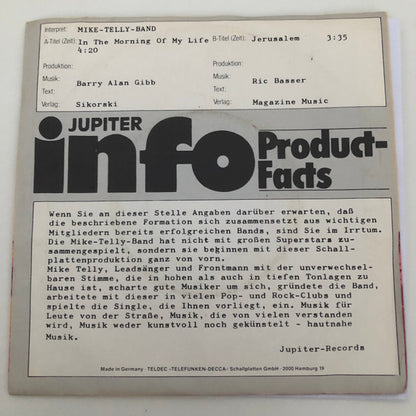 Interpret: MIKE-TELLY-BAND
A-Titel (Zeit): In The Morning Of My Life 4:20 B-Titel (Zeit): Jerusalem 3:35
Produktion: Produktion:
Musik: Barry Alan Gibb Musik: Ric Basser
Text: Text:
Verlag: Sikorski Verlag: Magazine Music
JUPITER
info Product-
Facts
Wenn Sie an dieser Stelle Angaben darüber erwarten, daß
die beschriebene Formation sich zusammensetzt aus wichtigen
Mitgliedern bereits erfolgreichen Bands, sind Sie im Irrtum.
Die Mike-Telly-Band hat nicht mit großen Superstars zu-
sammengespielt, sondern sie beginnen mit dieser Schall-
plattenproduktion ganz von vorn.
Mike Telly, Leadsänger und Frontmann mit der unverwechsel-
baren Stimme, die in hohen als auch in tiefen Tonlagen zu
Hause ist, scharte gute Musiker um sich, gründete die Band,
arbeitete mit dieser in vielen Pop- und Rock-Clubs und
spielte die Single, die Ihnen vorliegt, ein. Musik für
Leute von der Straße, Musik, die von vielen verstanden
wird, Musik weder kunstvoll noch gekünstelt - hautnahe
Musik.
Jupiter-Records
Made in Germany · TELDEC »TELEFUNKEN-DECCA« Schallplatten GmbH · 2000 Hamburg 19